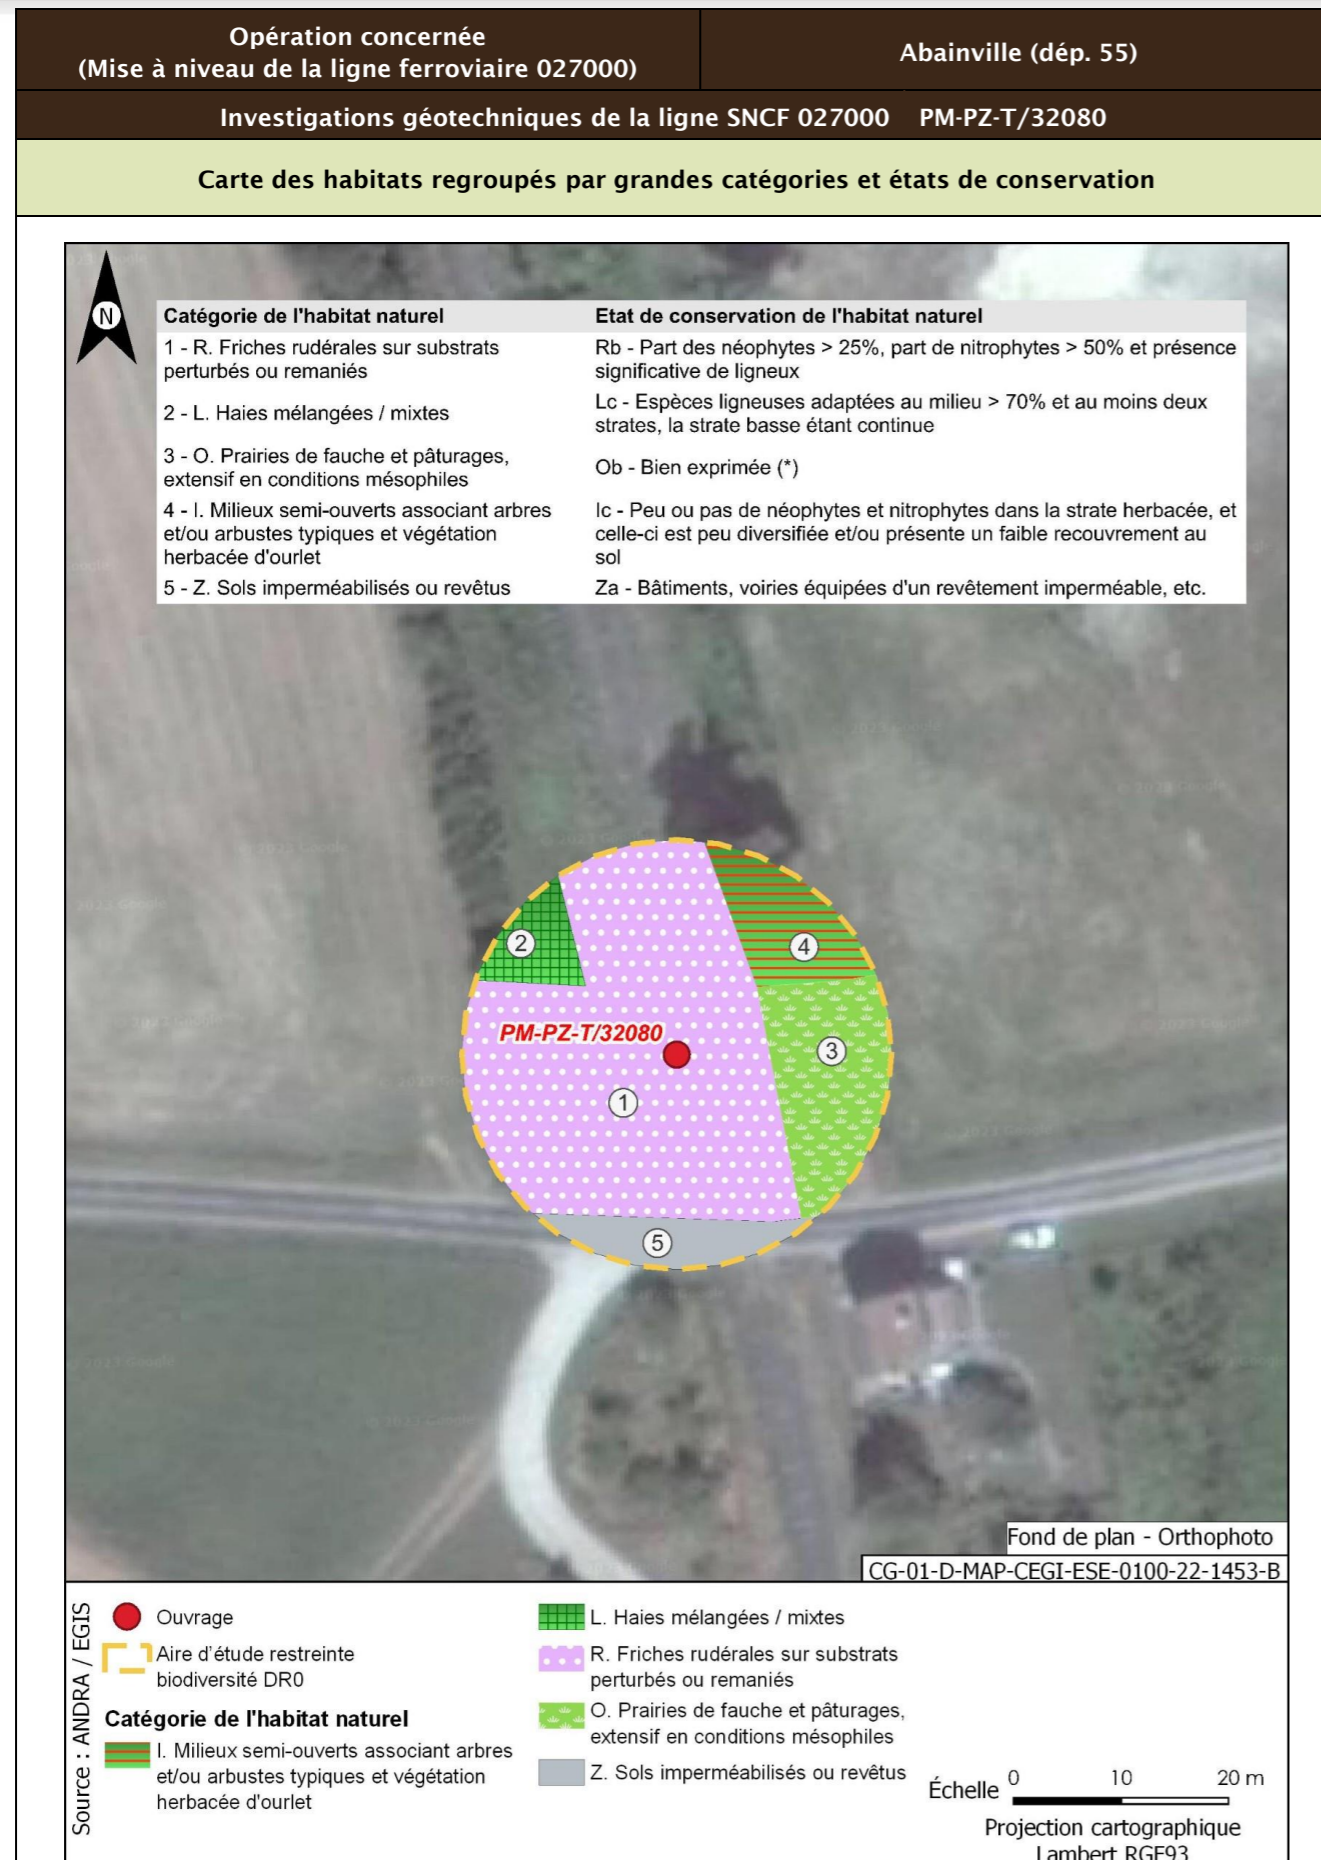 Opération concernée
(Mise à niveau de la ligne ferroviaire 027000)
Abainville (dép. 55)
Investigations géotechniques de la ligne SNCF 027000 PM-PZ-T/32080
Carte des habitats regroupés par grandes catégories et états de conservation
N
Catégorie de l'habitat naturel
Etat de conservation de l'habitat naturel
1 - R. Friches rudérales sur substrats
perturbés ou remaniés
Rb - Part des néophytes > 25%, part de nitrophytes > 50% et présence
significative de ligneux
2 - L. Haies mélangées / mixtes
Lc - Espèces ligneuses adaptées au milieu > 70% et au moins deux
strates, la strate basse étant continue
3 - O. Prairies de fauche et pâturages,
extensif en conditions mésophiles
Ob - Bien exprimée (*)
4 - I. Milieux semi-ouverts associant arbres
et/ou arbustes typiques et végétation
herbacée d'ourlet
Ic - Peu ou pas de néophytes et nitrophytes dans la strate herbacée, et
celle-ci est peu diversifiée et/ou présente un faible recouvrement au
sol
5 - Z. Sols imperméabilisés ou revêtus
Za - Bâtiments, voiries équipées d'un revêtement imperméable, etc.
2
4
PM-PZ-T/32080
3
1
5
Fond de plan - Orthophoto
CG-01-D-MAP-CEGI-ESE-0100-22-1453-B
Source : ANDRA / EGIS
Ouvrage
Aire d'étude restreinte
biodiversité DR0
Catégorie de l'habitat naturel
I. Milieux semi-ouverts associant arbres
et/ou arbustes typiques et végétation
herbacée d'ourlet
L. Haies mélangées / mixtes
R. Friches rudérales sur substrats
perturbés ou remaniés
O. Prairies de fauche et pâturages,
extensif en conditions mésophiles
Z. Sols imperméabilisés ou revêtus
Échelle 0 10 20 m
Projection cartographique
Lambert RGF93